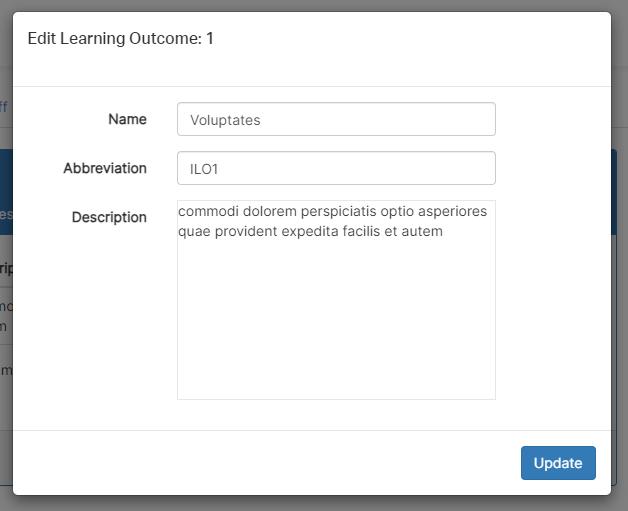 Edit Learning Outcome: 1
Name
Voluptates
Abbreviation
ILO1
Description
commodi dolorem perspiciatis optio asperiores
quae provident expedita facilis et autem
Update